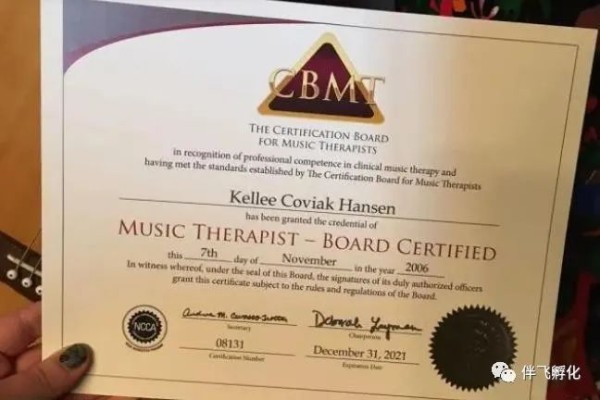 CBMT
THE CERTIFICATION BOARD
FOR MUSIC THERAPISTS
in recognition of professional competence in clinical music therapy and
having met the standards established by The Certification Board for Music Therapists
Kellee Coviak Hansen
has been granted the credential of
MUSIC THERAPIST – BOARD CERTIFIED
this 7th day of November in the year 2006
In witness whereof, under the seal of this Board, the signatures of its duly authorized officers
grant this certificate subject to the rules and regulations of the Board.
NCCA
Secretary
Chairperson
08131
December 31, 2021
Certification Number
Expiration Date
伴飞孵化